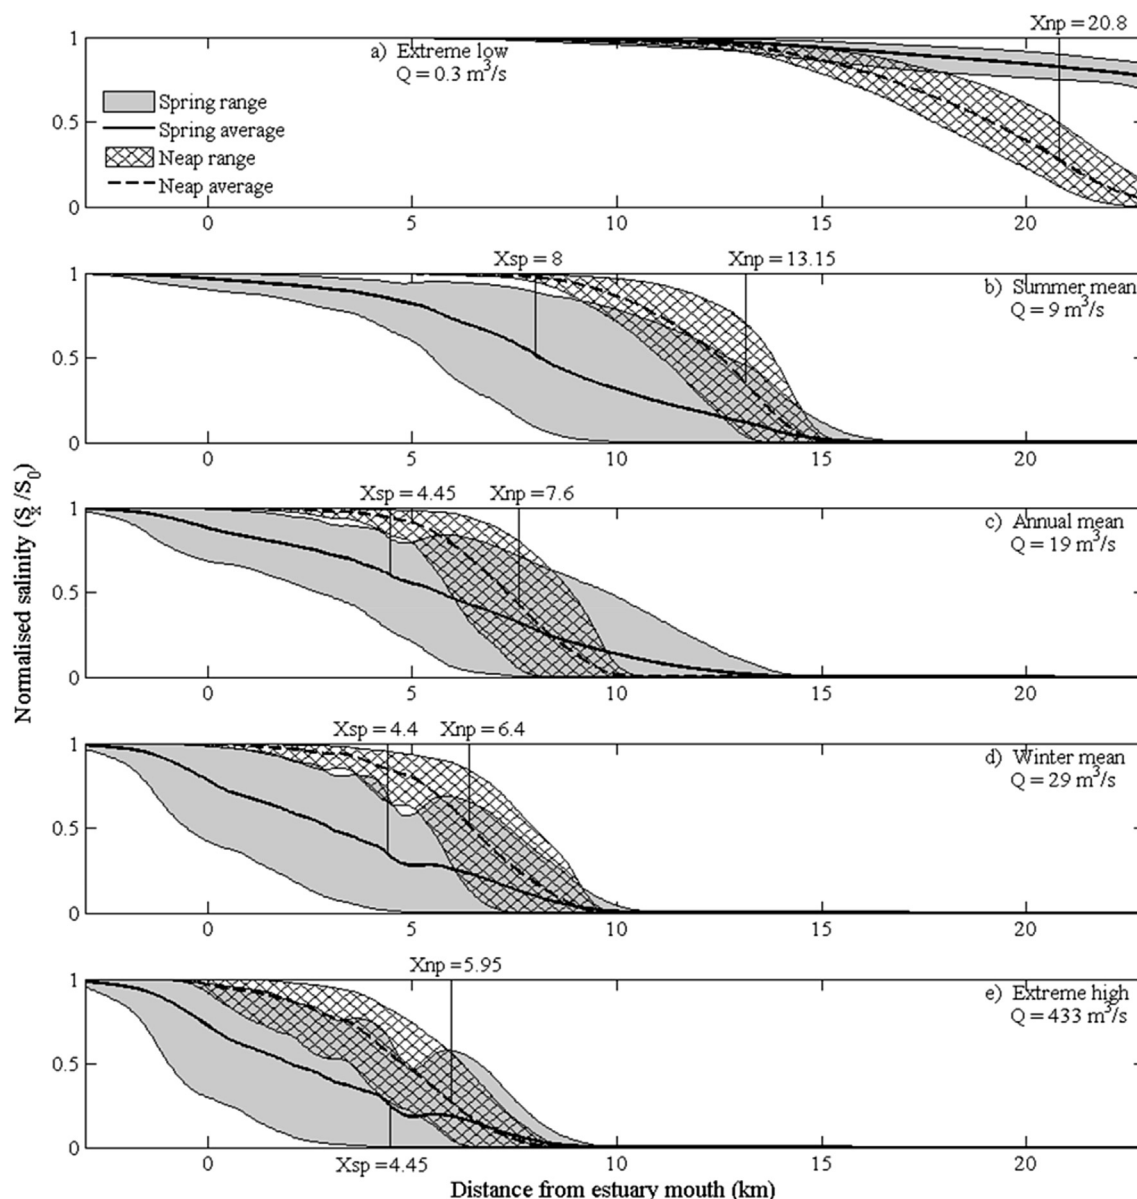 Xnp = 20.8
a) Extreme low
Q = 0.3 m³/s
Spring range
Spring average
Neap range
Neap average
1
0.5
0
0 5 10 15 20
Xsp = 8 Xnp = 13.15
b) Summer mean
Q = 9 m³/s
1
0.5
0
0 5 10 15 20
Xsp = 4.45 Xnp = 7.6
c) Annual mean
Q = 19 m³/s
1
0.5
0
0 5 10 15 20
Xsp = 4.4 Xnp = 6.4
d) Winter mean
Q = 29 m³/s
1
0.5
0
0 5 10 15 20
Xnp = 5.95
e) Extreme high
Q = 433 m³/s
1
0.5
0
0 5 10 15 20
Xsp = 4.45
Normalised salinity (Sx/S0)
Distance from estuary mouth (km)